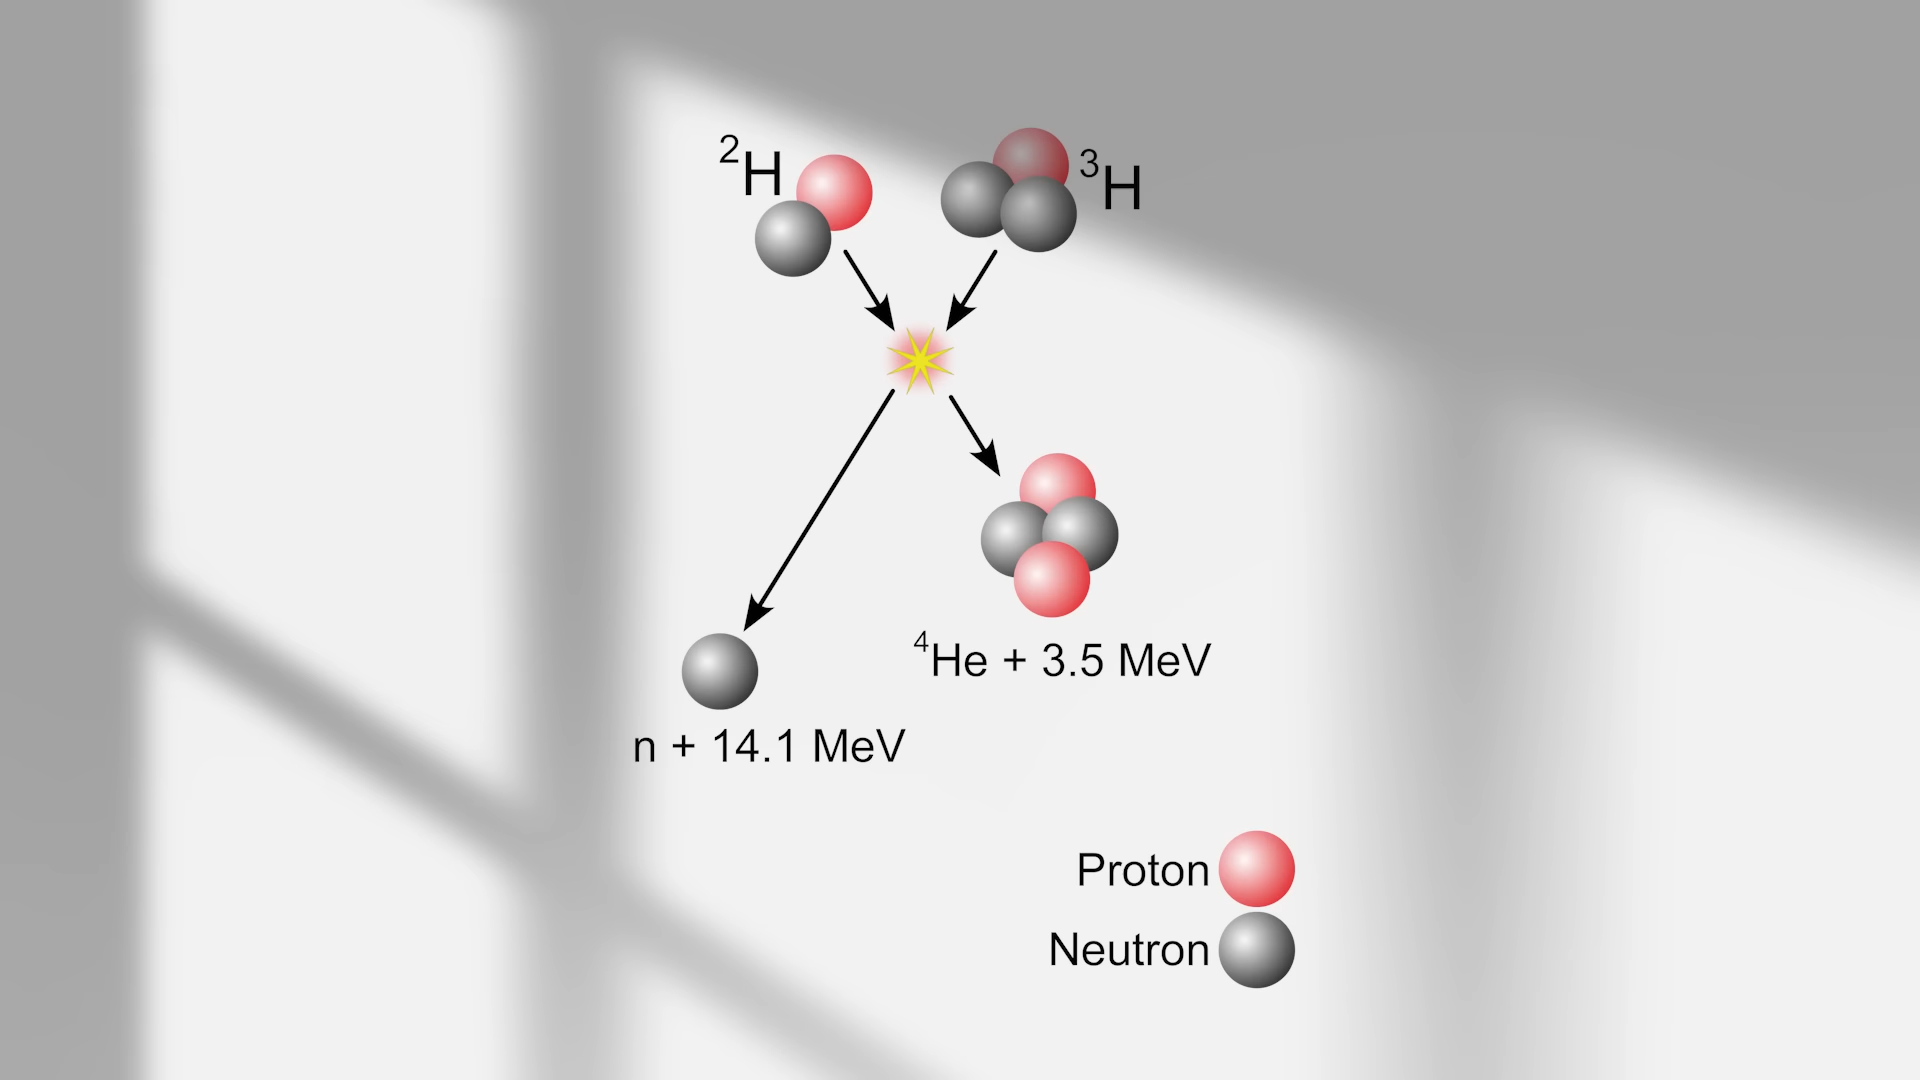 ²H
³H
⁴He + 3.5 MeV
n + 14.1 MeV
Proton
Neutron